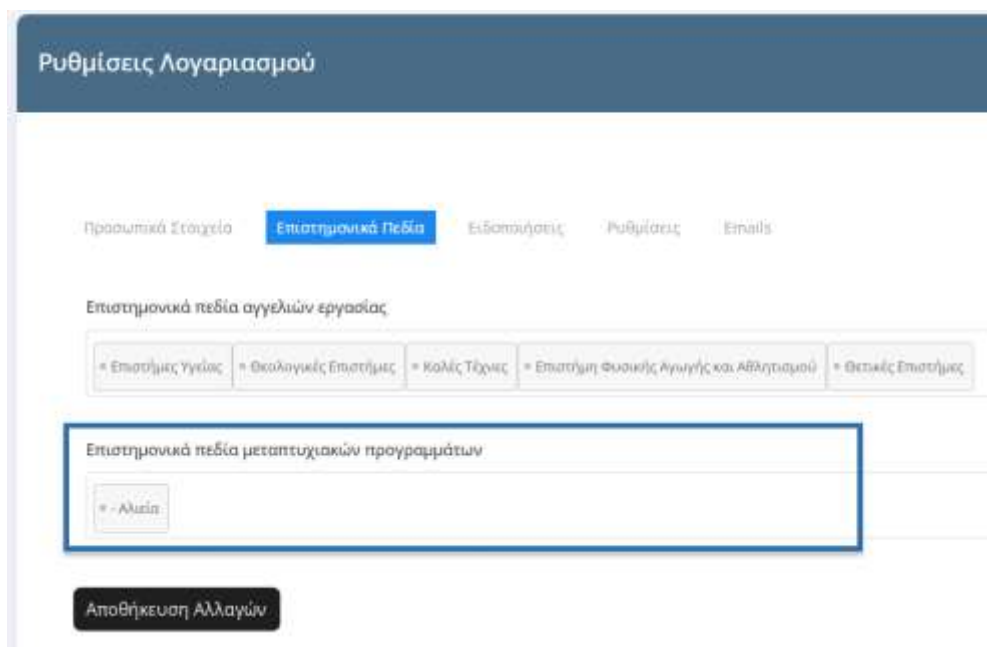 Ρυθμίσεις Λογαριασμού
Προσωπικά Στοιχεία Επιστημονικά Πεδία Ειδοποιήσεις Ρυθμίσεις Emails
Επιστημονικά πεδία αγγελιών εργασίας
× Επιστήμες Υγείας × Θεολογικές Επιστήμες × Καλές Τέχνες × Επιστήμη Φυσικής Αγωγής και Αθλητισμού × Θετικές Επιστήμες
Επιστημονικά πεδία μεταπτυχιακών προγραμμάτων
× - Αλιεία
Αποθήκευση Αλλαγών